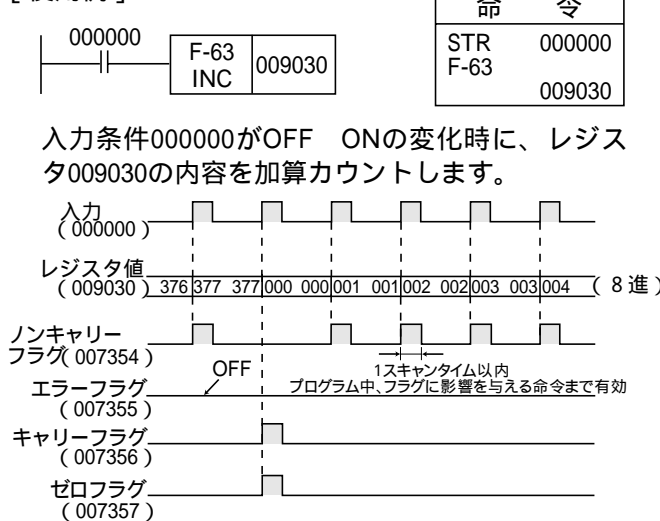 命 令
000000
F-63
INC
009030
STR 000000
F-63
009030
入力条件000000がOFF ONの変化時に、レジス
タ009030の内容を加算カウントします。
入力
(000000)
レジスタ値
(009030)
376 377 377 000 000 001 001 002 002 003 003 004 (8進)
ノンキャリー
フラグ(007354)
OFF
1スキャンタイム以内
プログラム中、フラグに影響を与える命令まで有効
エラーフラグ
(007355)
キャリーフラグ
(007356)
ゼロフラグ
(007357)